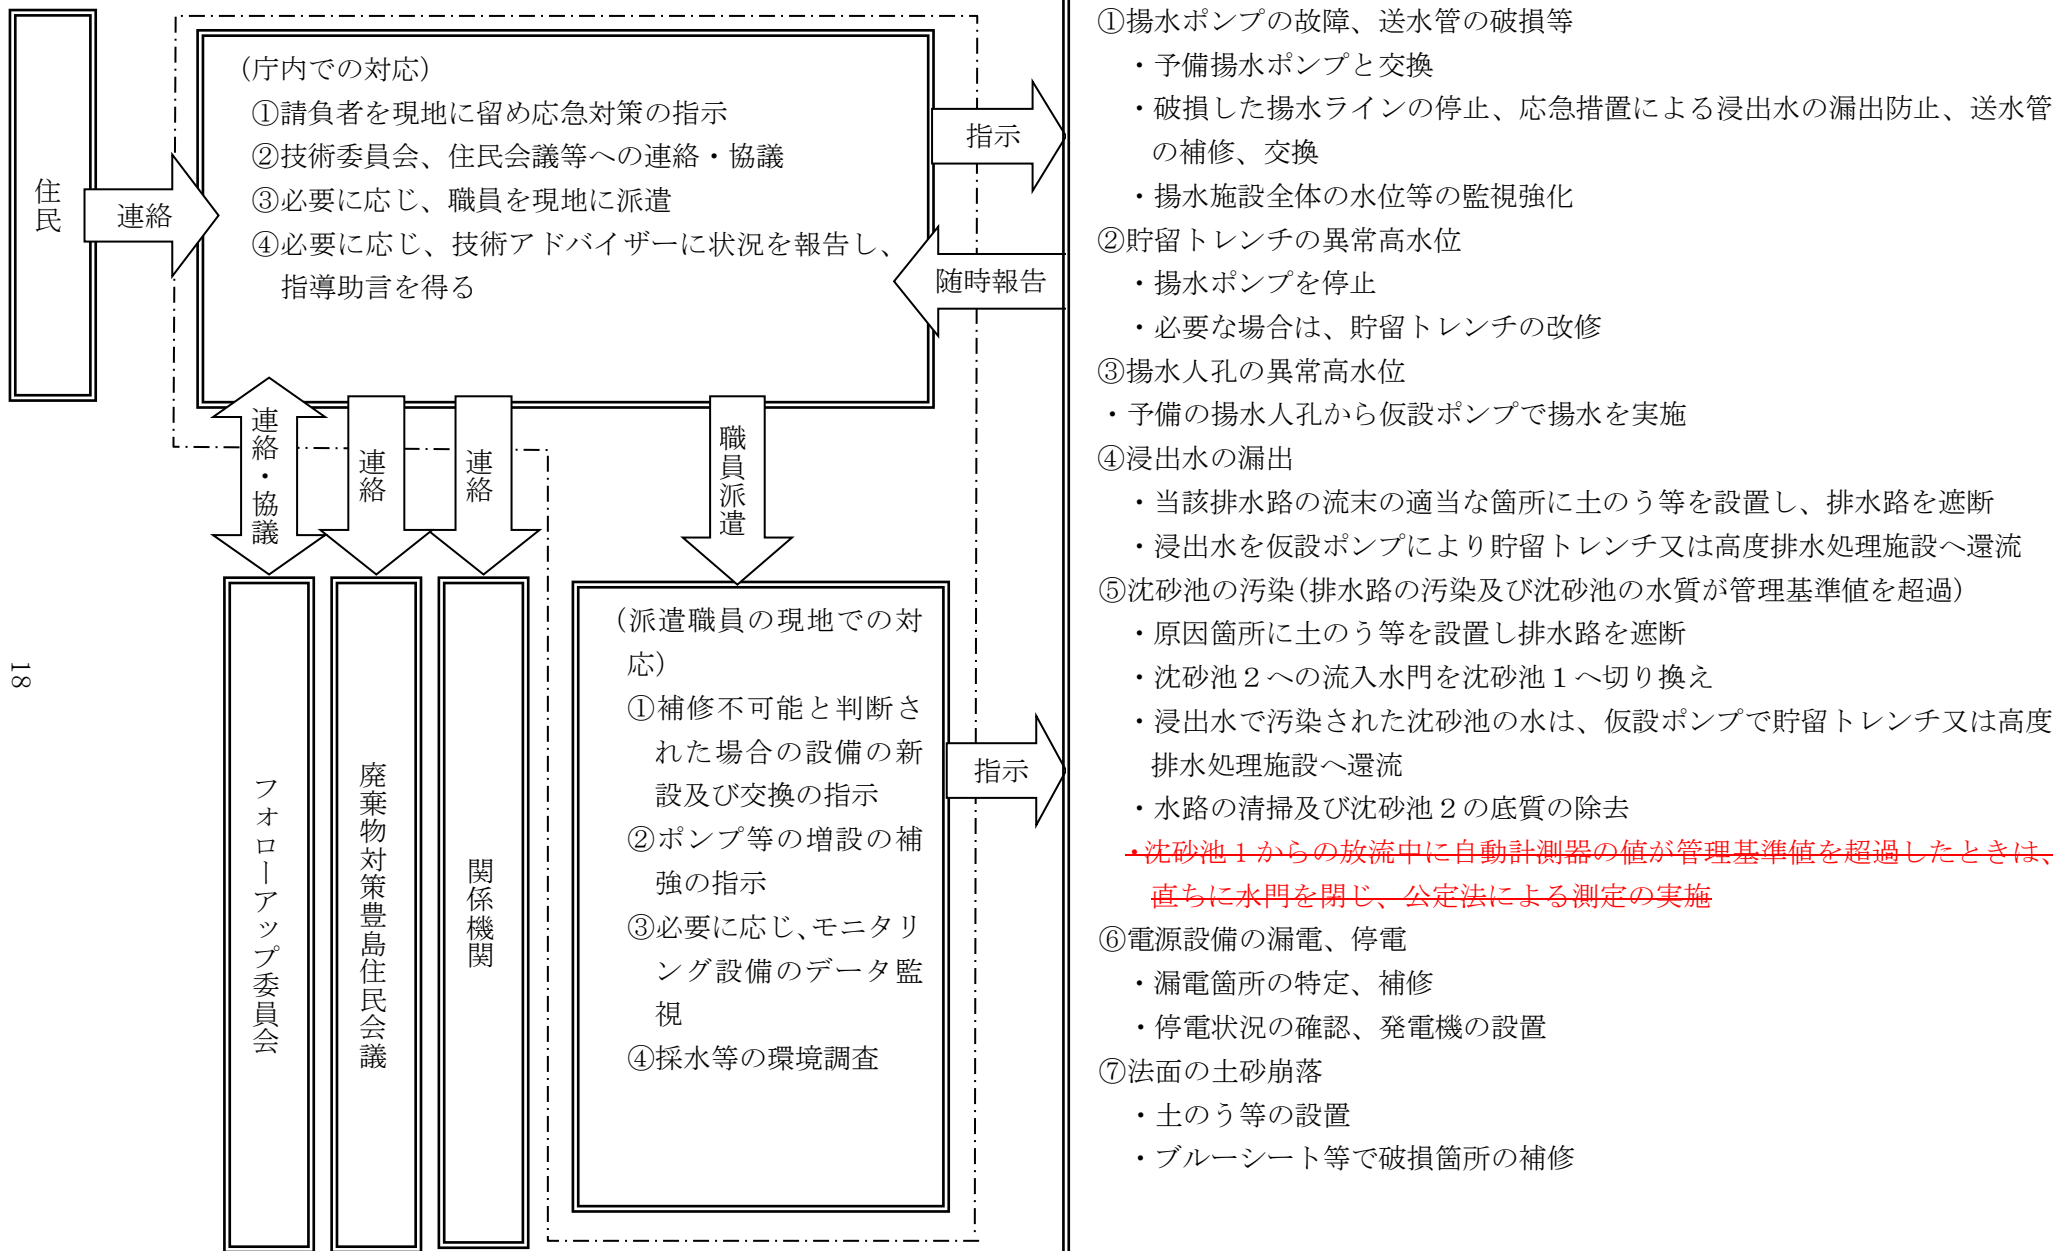 住民
連絡
（庁内での対応）
①請負者を現地に留め応急対策の指示
②技術委員会、住民会議等への連絡・協議
③必要に応じ、職員を現地に派遣
④必要に応じ、技術アドバイザーに状況を報告し、
指導助言を得る
指示
随時報告
連絡・協議
連絡
連絡
職員派遣
フォローアップ委員会
廃棄物対策豊島住民会議
関係機関
（派遣職員の現地での対
応）
①補修不可能と判断さ
れた場合の設備の新
設及び交換の指示
②ポンプ等の増設の補
強の指示
③必要に応じ、モニタリ
ング設備のデータ監
視
④採水等の環境調査
指示
①揚水ポンプの故障、送水管の破損等
・予備揚水ポンプと交換
・破損した揚水ラインの停止、応急措置による浸出水の漏出防止、送水管
の補修、交換
・揚水施設全体の水位等の監視強化
②貯留トレンチの異常高水位
・揚水ポンプを停止
・必要な場合は、貯留トレンチの改修
③揚水人孔の異常高水位
・予備の揚水人孔から仮設ポンプで揚水を実施
④浸出水の漏出
・当該排水路の流末の適当な箇所に土のう等を設置し、排水路を遮断
・浸出水を仮設ポンプにより貯留トレンチ又は高度排水処理施設へ還流
⑤沈砂池の汚染(排水路の汚染及び沈砂池の水質が管理基準値を超過)
・原因箇所に土のう等を設置し排水路を遮断
・沈砂池２への流入水門を沈砂池１へ切り換え
・浸出水で汚染された沈砂池の水は、仮設ポンプで貯留トレンチ又は高度
排水処理施設へ還流
・水路の清掃及び沈砂池２の底質の除去
・沈砂池１からの放流中に自動計測器の値が管理基準値を超過したときは、
直ちに水門を閉じ、公定法による測定の実施
⑥電源設備の漏電、停電
・漏電箇所の特定、補修
・停電状況の確認、発電機の設置
⑦法面の土砂崩落
・土のう等の設置
・ブルーシート等で破損箇所の補修
18